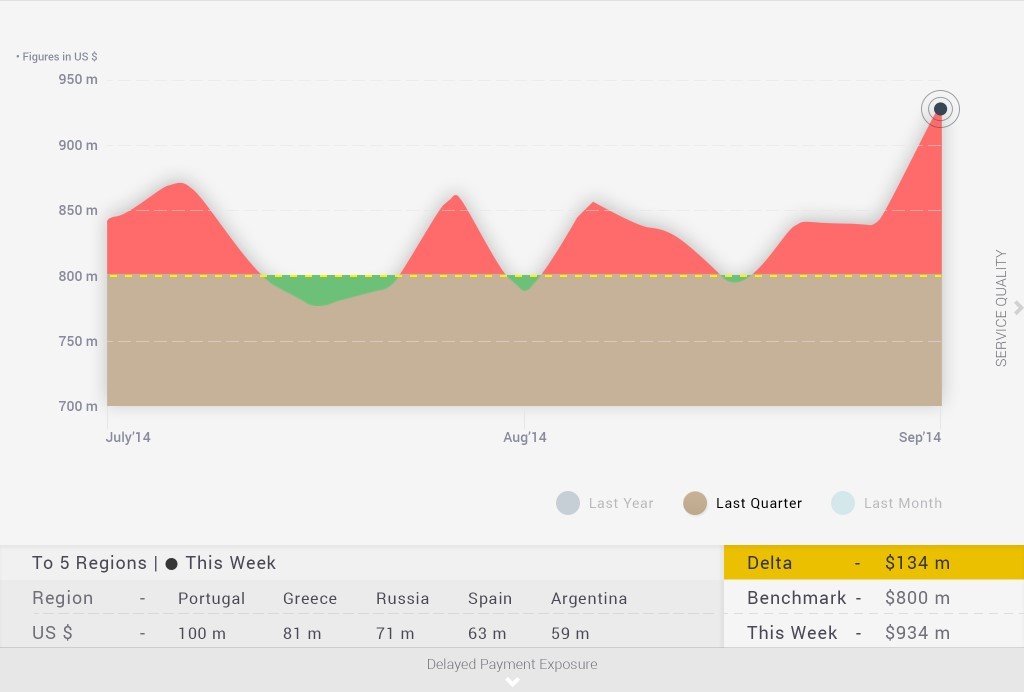 • Figures in US $
950 m
900 m
850 m
800 m
750 m
700 m
July'14
Aug'14
Sep'14
SERVICE QUALITY
Last Year
Last Quarter
Last Month
To 5 Regions | ● This Week
Region - Portugal Greece Russia Spain Argentina
US $ - 100 m 81 m 71 m 63 m 59 m
Delta - $134 m
Benchmark - $800 m
This Week - $934 m
Delayed Payment Exposure